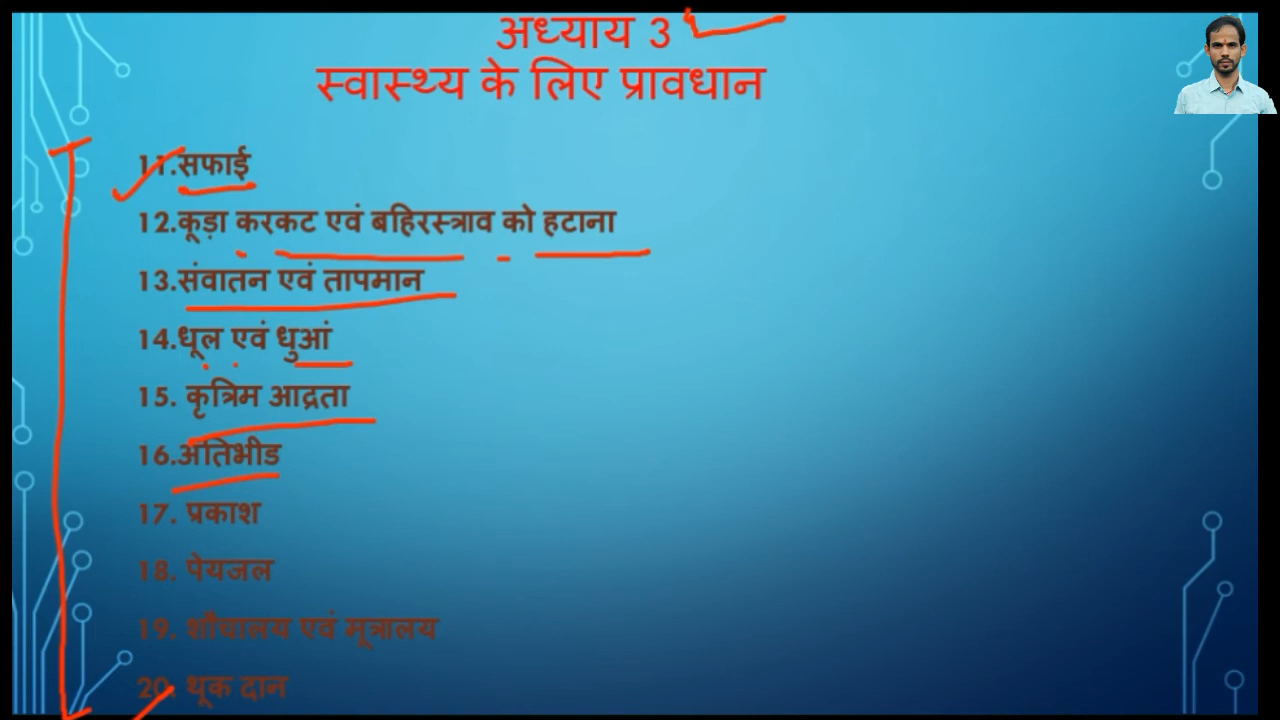 अध्याय 3
स्वास्थ्य के लिए प्रावधान
11.सफाई
12.कूड़ा करकट एवं बहिरस्त्राव को हटाना
13.संवातन एवं तापमान
14.धूल एवं धुआं
15. कृत्रिम आद्रता
16.अतिभीड
17. प्रकाश
18. पेयजल
19. शौचालय एवं मूत्रालय
20. थूक दान